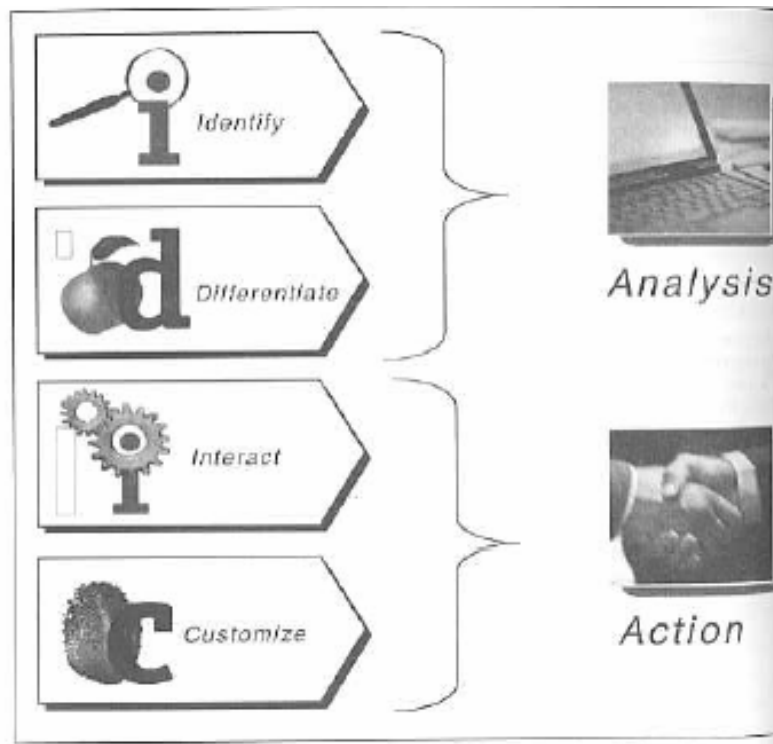 i
Identify
d
Differentiate
Analysis
i
Interact
c
Customize
Action